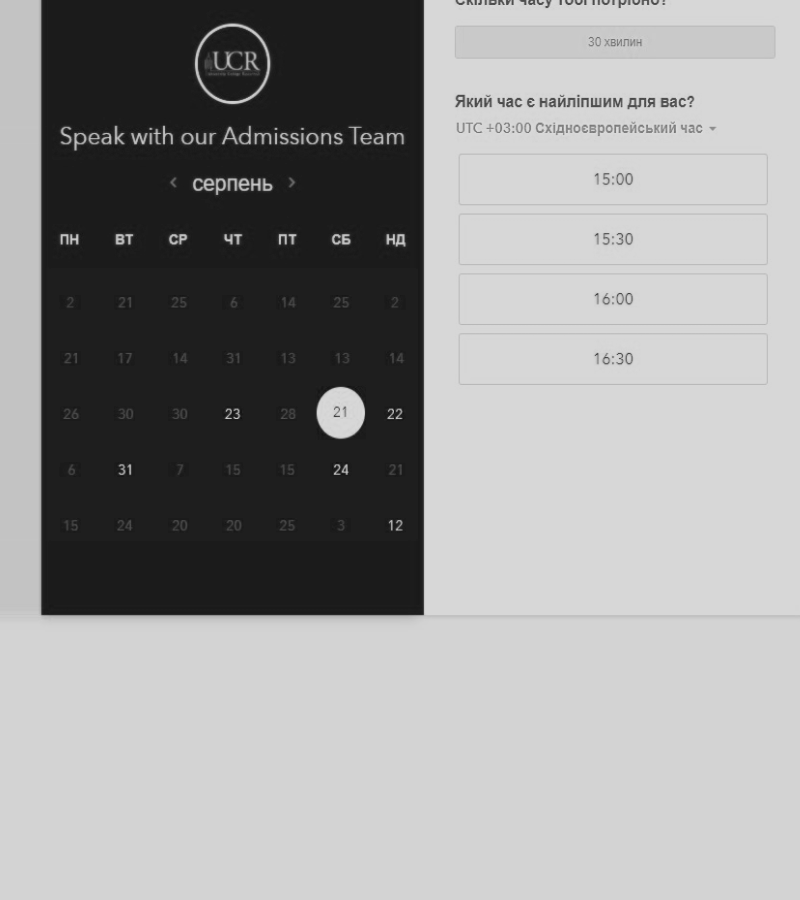 UCR
Speak with our Admissions Team
‹ серпень ›
ПН ВТ СР ЧТ ПТ СБ НД
2 21 25 6 14 25 2
21 17 14 31 13 13 14
26 30 30 23 28 21 22
6 31 7 15 15 24 21
15 24 20 20 25 3 12
Скільки часу тобі потрібно?
30 хвилин
Який час є найліпшим для вас?
UTC +03:00 Східноєвропейський час
15:00
15:30
16:00
16:30